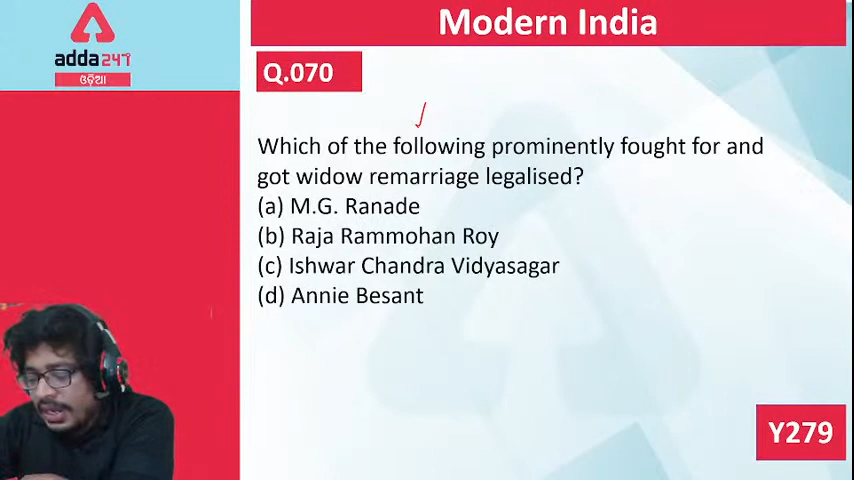 Modern India
adda247
ଓଡ଼ିଆ
Q.070
Which of the following prominently fought for and
got widow remarriage legalised?
(a) M.G. Ranade
(b) Raja Rammohan Roy
(c) Ishwar Chandra Vidyasagar
(d) Annie Besant
Y279